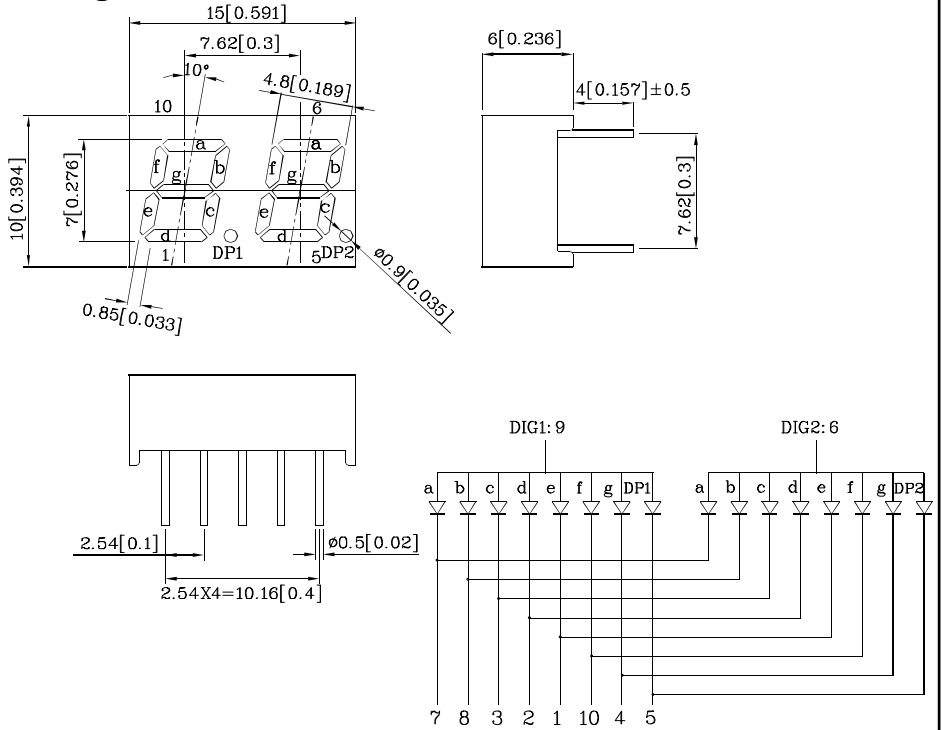 15[0.591]
7.62[0.3]
10°
4.8[0.189]
10
6
a
a
f
b
f
b
g
g
e
c
e
c
d
d
1
DP1
5
DP2
10[0.394]
7[0.276]
0.85[0.033]
ø0.9[0.035]
6[0.236]
4[0.157]±0.5
7.62[0.3]
2.54[0.1]
ø0.5[0.02]
2.54X4=10.16[0.4]
DIG1:9
DIG2:6
a b c d e f g DP1
a b c d e f g DP2
7 8 3 2 1 10 4 5